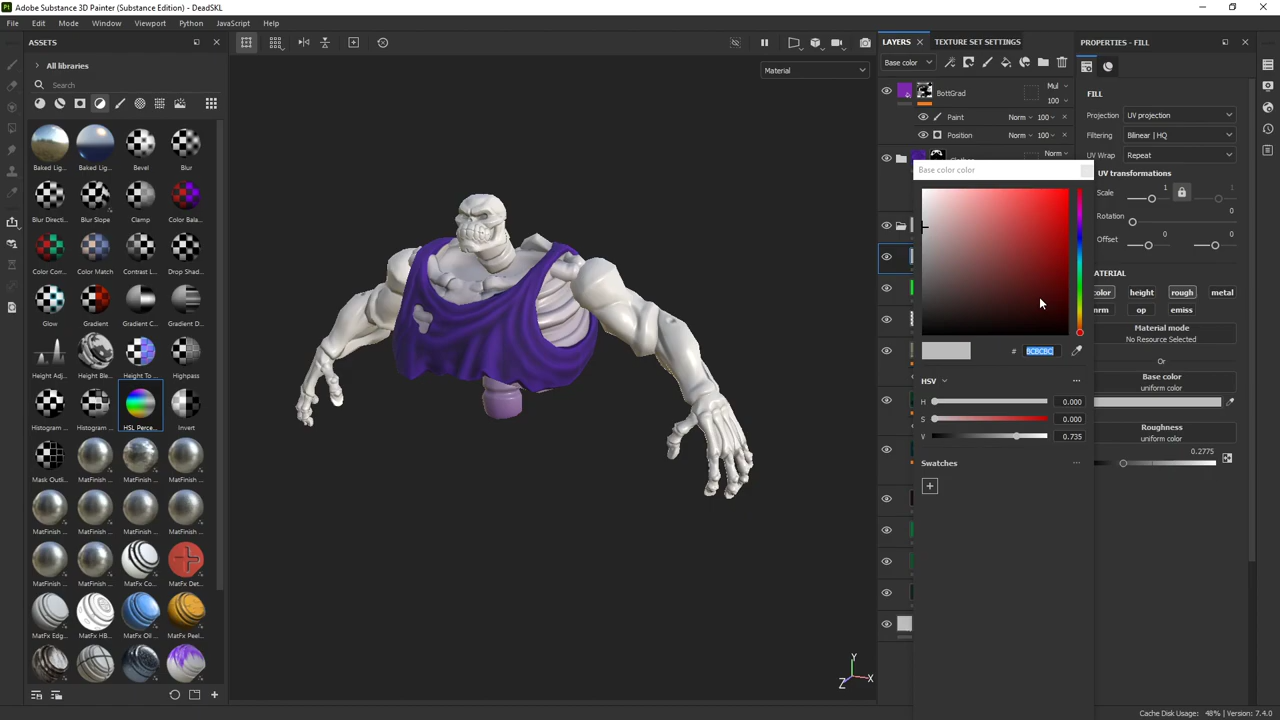 Adobe Substance 3D Painter (Substance Edition) - DeadSKL
File Edit Mode Window Viewport Python JavaScript Help
ASSETS
All libraries
Search
Baked Lig... Baked Lig... Bevel Blur
Blur Directi... Blur Slope Clamp Color Bala...
Color Corr... Color Match Contrast L... Drop Shad...
Glow Gradient Gradient C... Gradient D...
Height Adj... Height Ble... Height To ... Highpass
Histogram ... Histogram ... HSL Perce... Invert
Mask Outli... MatFinish ... MatFinish ... MatFinish ...
MatFinish ... MatFinish ... MatFinish ... MatFinish ...
MatFinish ... MatFinish ... MatFx Co... MatFx Det...
MatFx Edg... MatFx HB... MatFx Oil ... MatFx Peel...
Material
Y
Z X
LAYERS TEXTURE SET SETTINGS
Base color
BottGrad Mul
100
Paint Norm 100
Position Norm 100
Norm
Base color color
# BCBCBC
HSV
H 0.000
S 0.000
V 0.735
Swatches
PROPERTIES - FILL
FILL
Projection UV projection
Filtering Bilinear | HQ
UV Wrap Repeat
UV transformations
Scale 1 1
Rotation 0
Offset 0 0
MATERIAL
color height rough metal
nrm op emiss
Material mode
No Resource Selected
Or
Base color
uniform color
Roughness
uniform color
0.2775
Cache Disk Usage: 48% | Version: 7.4.0